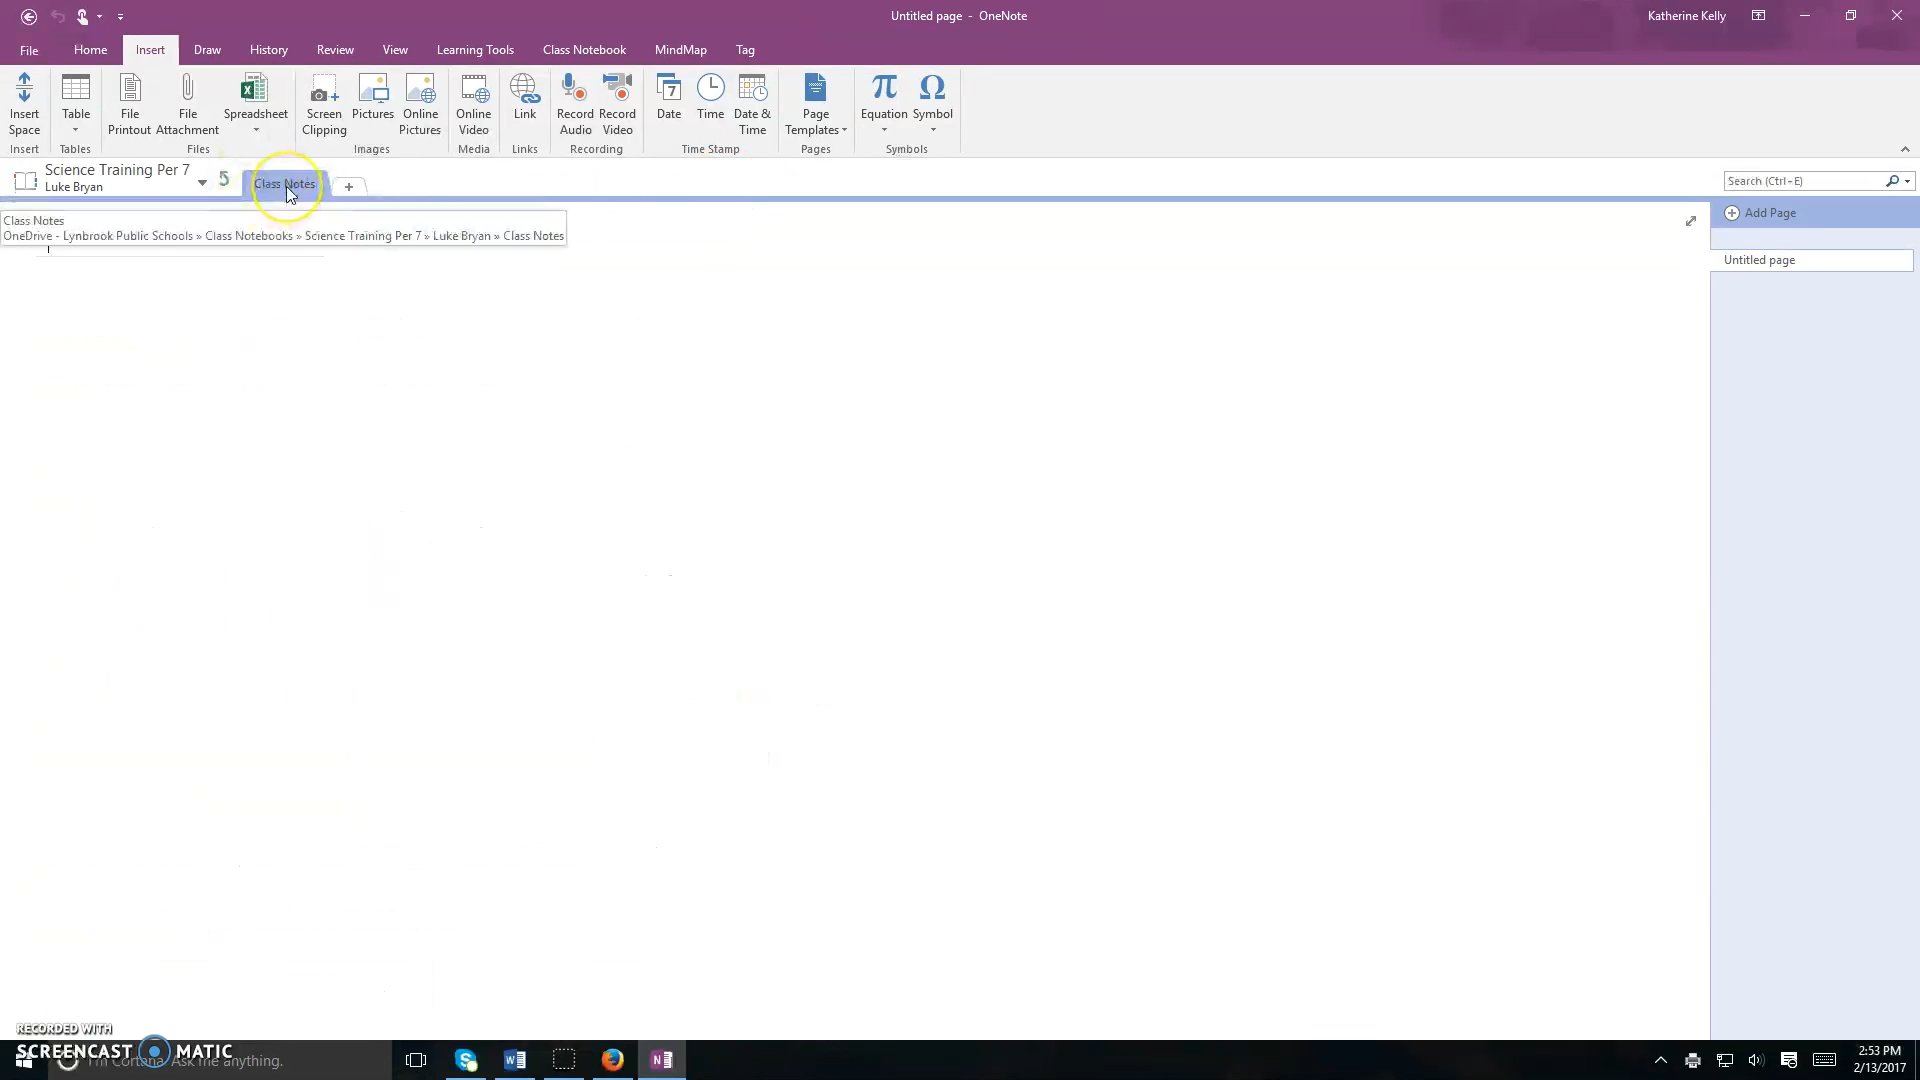 Untitled page - OneNote
Katherine Kelly
File Home Insert Draw History Review View Learning Tools Class Notebook MindMap Tag
Insert Space
Table
File Printout
File Attachment
Spreadsheet
Screen Clipping
Pictures
Online Pictures
Online Video
Link
Record Audio
Record Video
7
Date
Time
Date & Time
Page Templates
π
Equation
Ω
Symbol
Insert Tables Files Images Media Links Recording Time Stamp Pages Symbols
Science Training Per 7
Luke Bryan
Class Notes
+
Search (Ctrl+E)
Add Page
Class Notes
OneDrive - Lynbrook Public Schools » Class Notebooks » Science Training Per 7 » Luke Bryan » Class Notes
Untitled page
RECORDED WITH
SCREENCAST MATIC
I'm Cortana. Ask me anything.
2:53 PM
2/13/2017